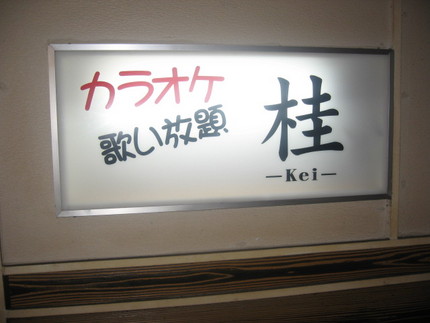 カラオケ
歌い放題
桂
—Kei—